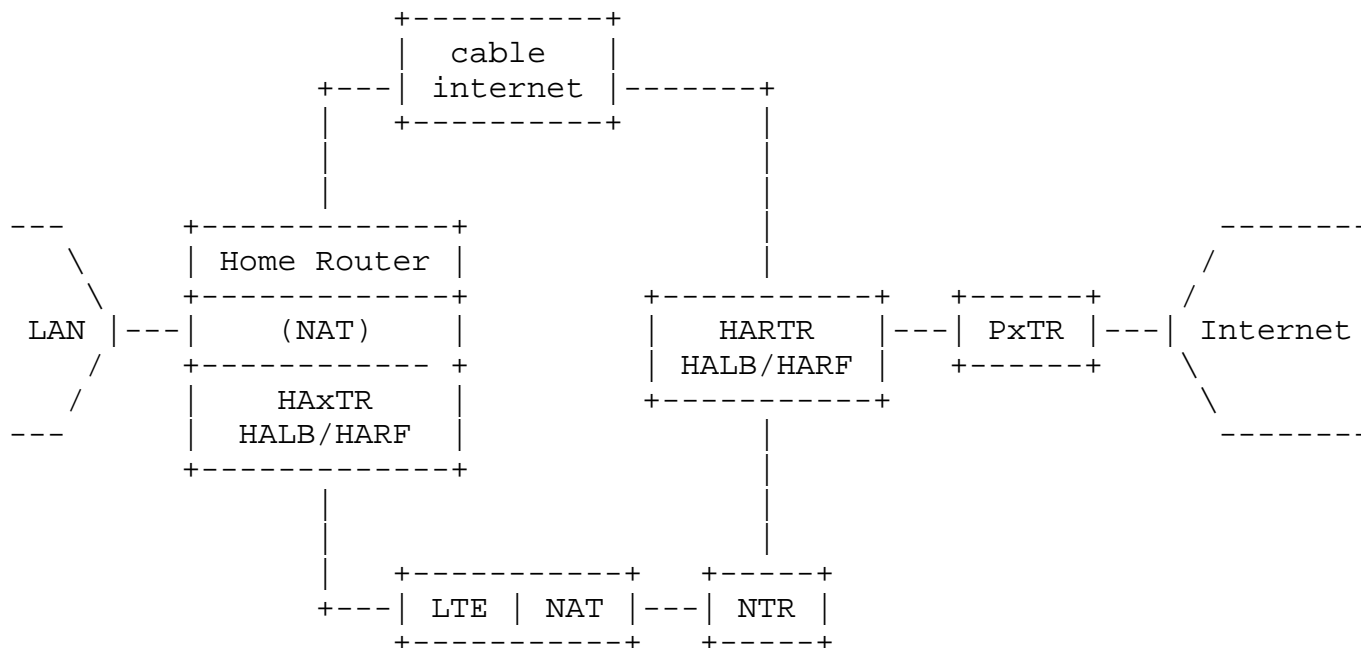 cable
internet
Home Router
LAN
(NAT)
HARTR
HALB/HARF
PxTR
Internet
HAxTR
HALB/HARF
LTE | NAT
NTR